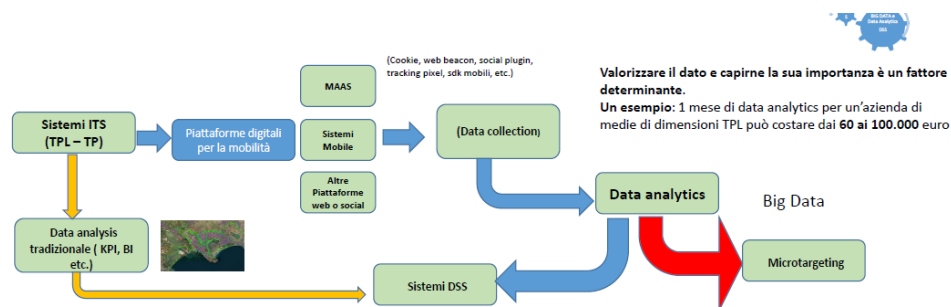 BIG DATA e
Data Analytics
DSS
(Cookie, web beacon, social plugin,
tracking pixel, sdk mobili, etc.)
Valorizzare il dato e capirne la sua importanza è un fattore
determinante.
Un esempio: 1 mese di data analytics per un'azienda di
medie di dimensioni TPL può costare dai 60 ai 100.000 euro
MAAS
Sistemi ITS
(TPL – TP)
Piattaforme digitali
per la mobilità
Sistemi
Mobile
(Data collection)
Altre
Piattaforme
web o social
Data analytics
Big Data
Data analysis
tradizionale ( KPI, BI
etc.)
Sistemi DSS
Microtargeting